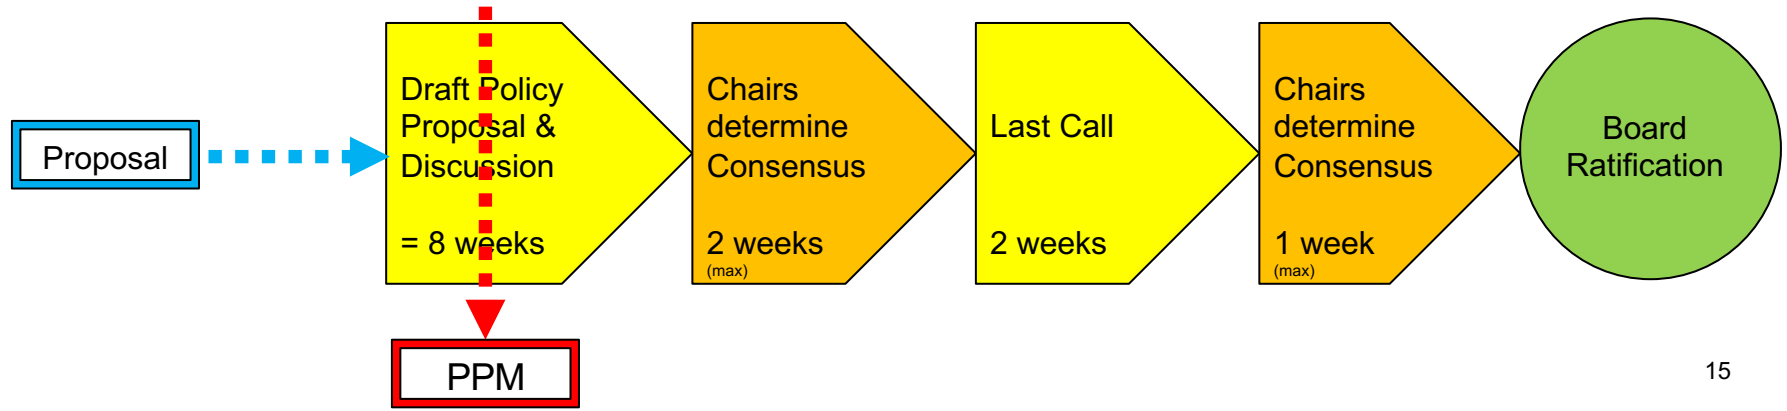 Proposal
Draft Policy
Proposal &
Discussion
= 8 weeks
Chairs
determine
Consensus
2 weeks
(max)
Last Call
2 weeks
Chairs
determine
Consensus
1 week
(max)
Board
Ratification
PPM
15